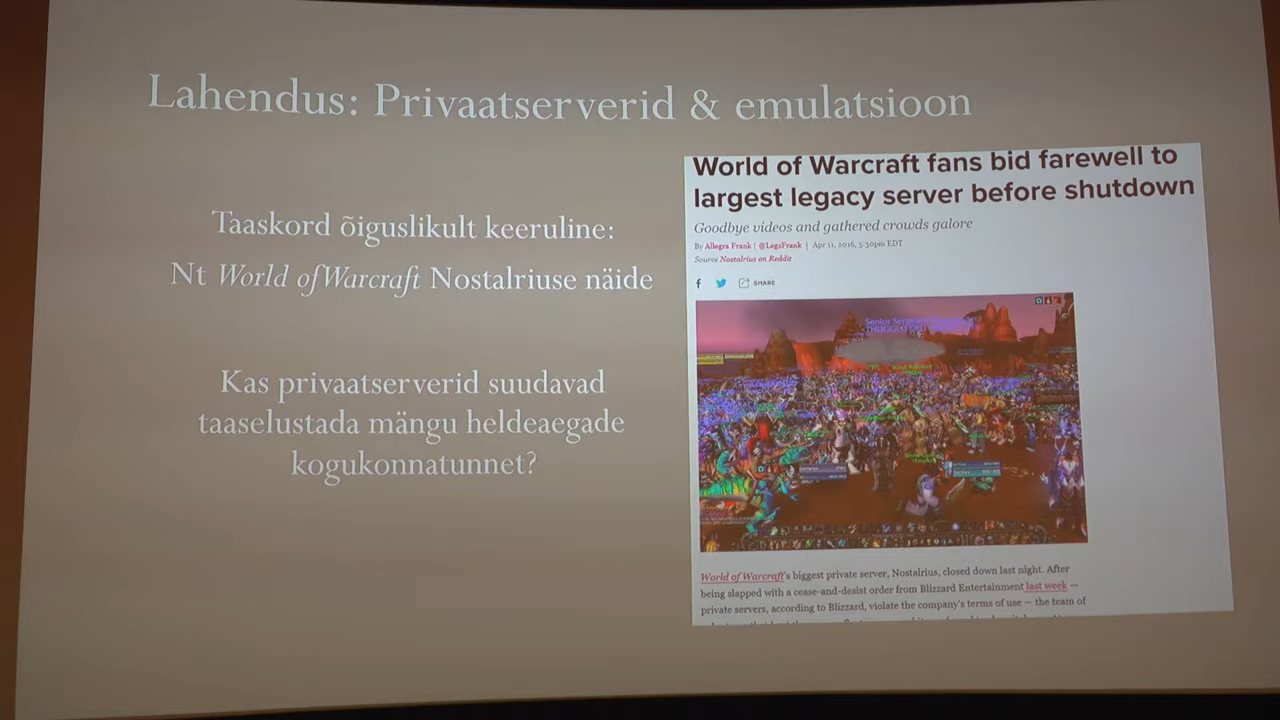 Lahendus: Privaatserverid & emulatsioon
Taaskord õiguslikult keeruline:
Nt World of Warcraft Nostalriuse näide
Kas privaatserverid suudavad
taaselustada mängu heldeaegade
kogukonnatunnet?
World of Warcraft fans bid farewell to
largest legacy server before shutdown
Goodbye videos and gathered crowds galore
By Allegra Frank | @LegsFrank | Apr 11, 2016, 5:30pm EDT
Source Nostalrius on Reddit
SHARE
Senior Sergeant
World of Warcraft's biggest private server, Nostalrius, closed down last night. After
being slapped with a cease-and-desist order from Blizzard Entertainment last week —
private servers, according to Blizzard, violate the company's terms of use — the team of